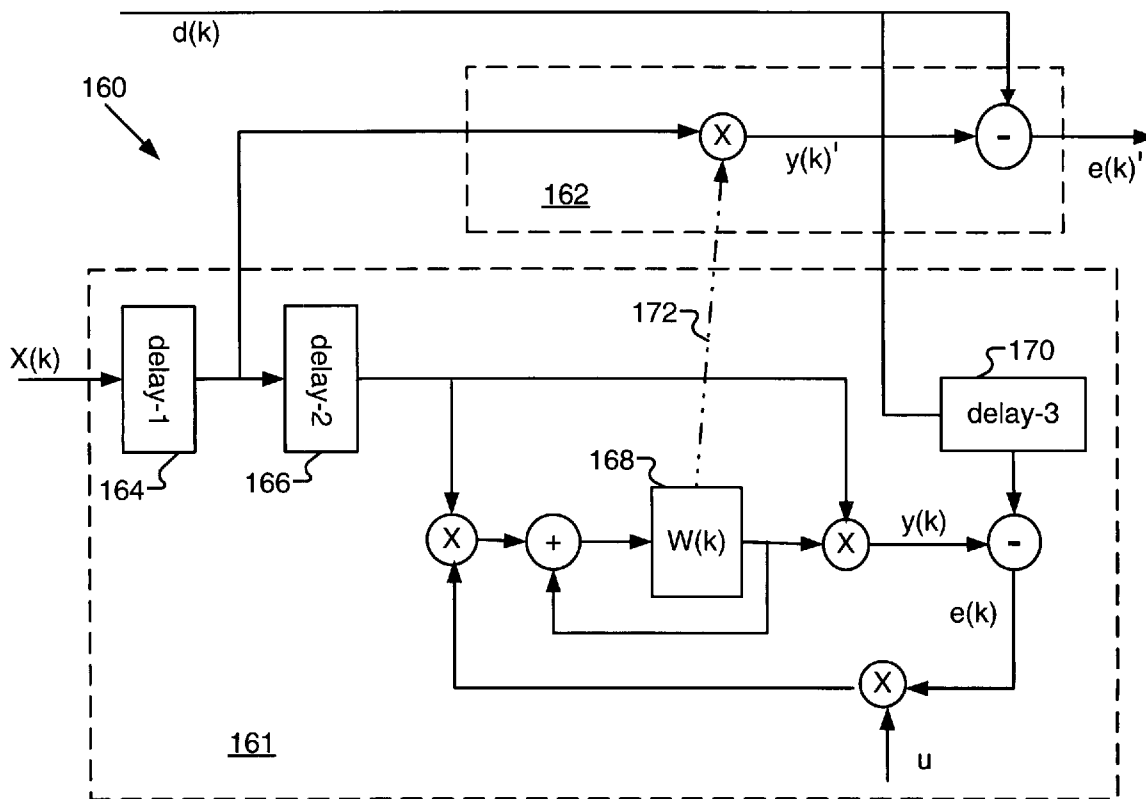 d(k)
160
X
y(k)'
-
e(k)'
162
172
X(k)
delay-1
delay-2
170
delay-3
164
166
168
X
+
W(k)
X
y(k)
-
e(k)
X
161
u